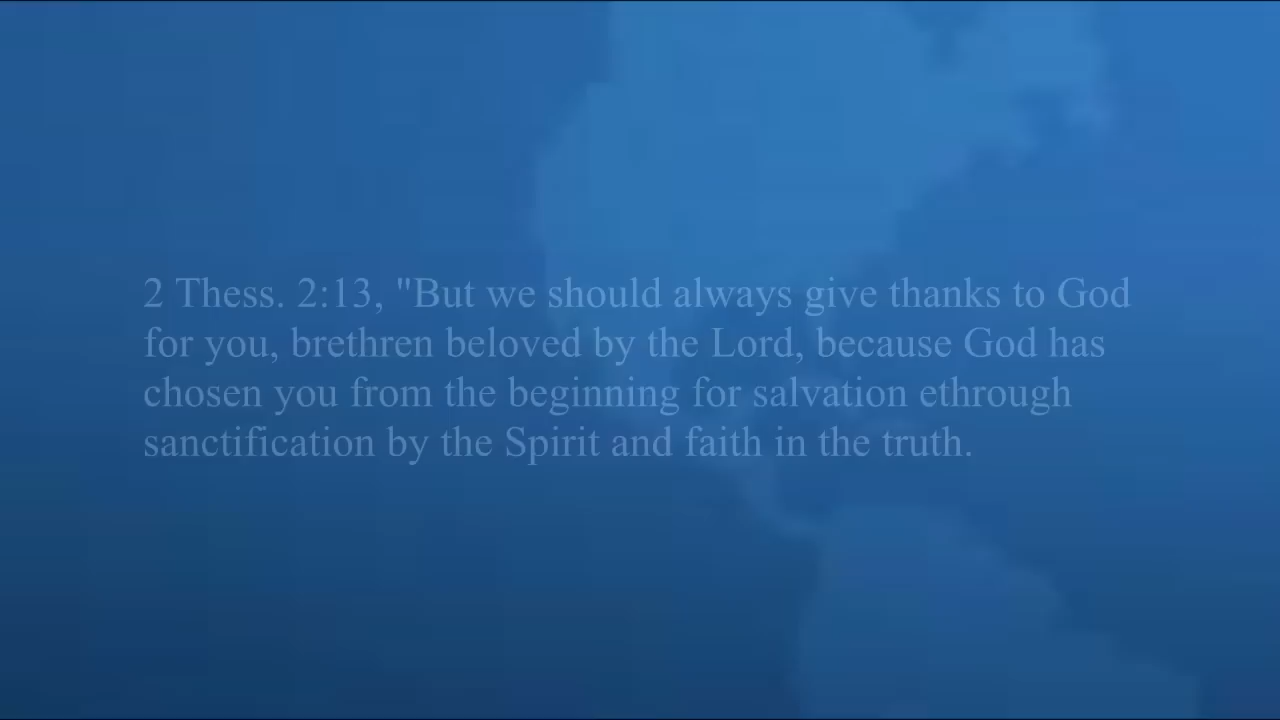 2 Thess. 2:13, "But we should always give thanks to God
for you, brethren beloved by the Lord, because God has
chosen you from the beginning for salvation ethrough
sanctification by the Spirit and faith in the truth.